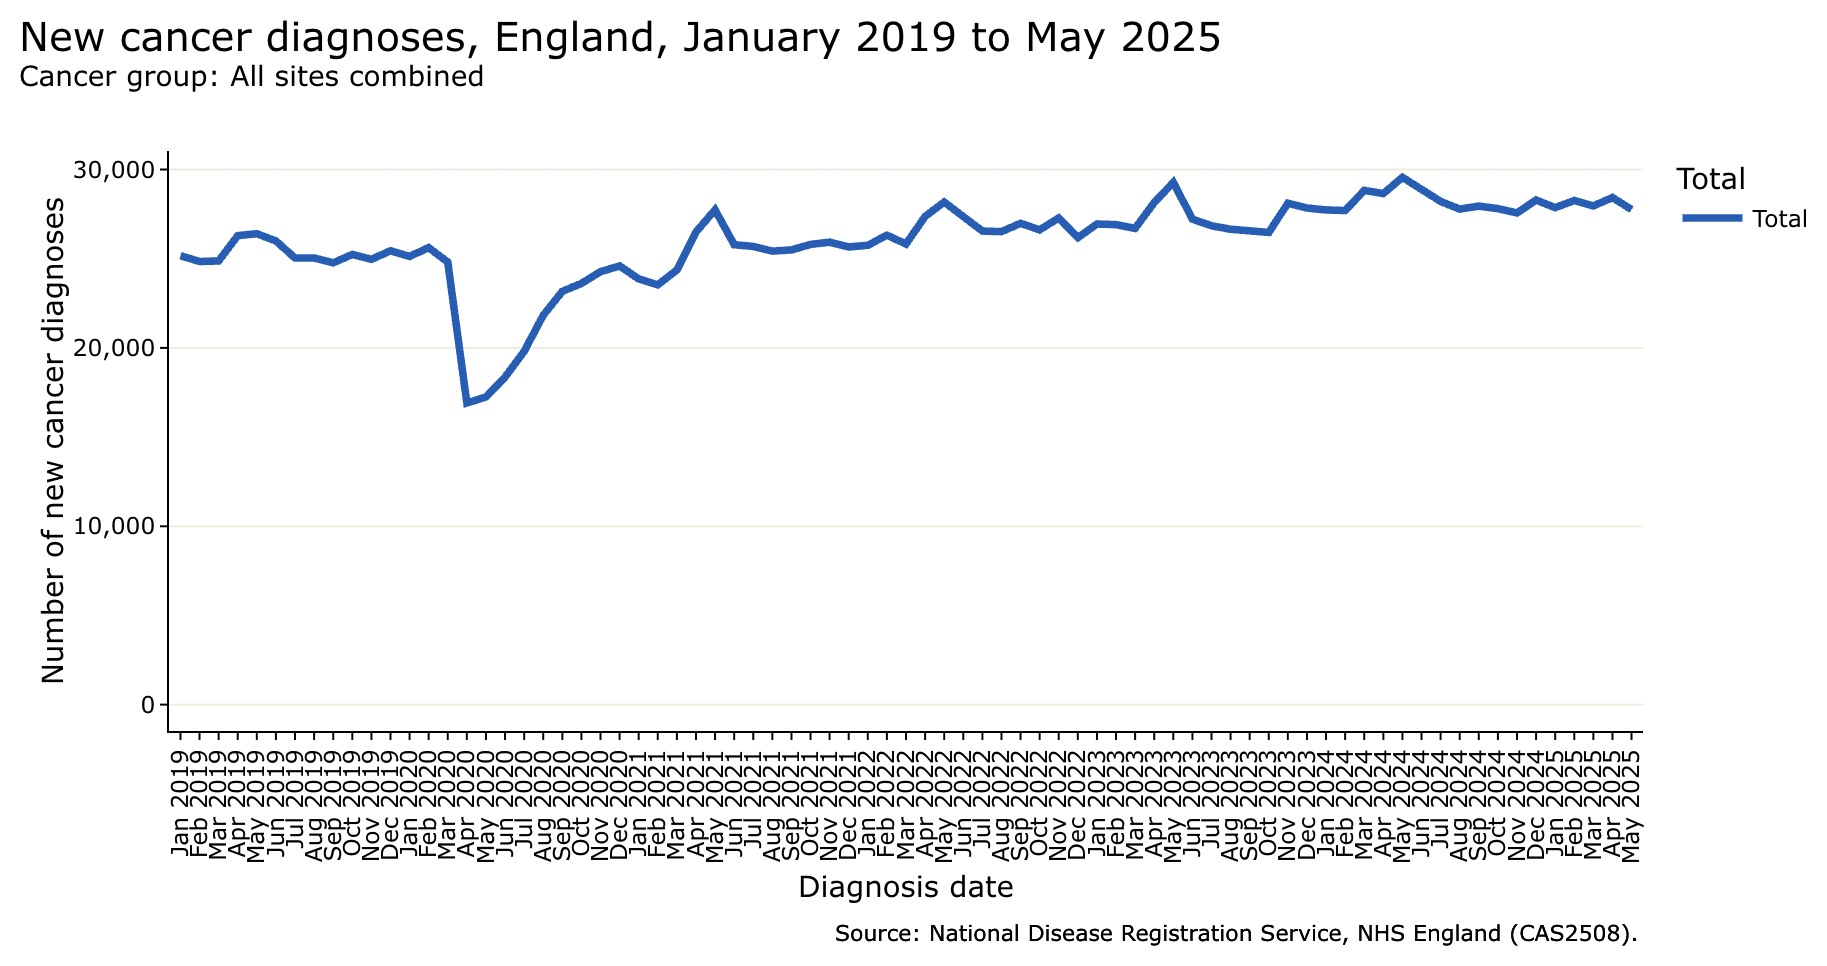 New cancer diagnoses, England, January 2019 to May 2025
Cancer group: All sites combined
Number of new cancer diagnoses
30,000
20,000
10,000
0
Total
Total
Jan 2019
Feb 2019
Mar 2019
Apr 2019
May 2019
Jun 2019
Jul 2019
Aug 2019
Sep 2019
Oct 2019
Nov 2019
Dec 2019
Jan 2020
Feb 2020
Mar 2020
Apr 2020
May 2020
Jun 2020
Jul 2020
Aug 2020
Sep 2020
Oct 2020
Nov 2020
Dec 2020
Jan 2021
Feb 2021
Mar 2021
Apr 2021
May 2021
Jun 2021
Jul 2021
Aug 2021
Sep 2021
Oct 2021
Nov 2021
Dec 2021
Jan 2022
Feb 2022
Mar 2022
Apr 2022
May 2022
Jun 2022
Jul 2022
Aug 2022
Sep 2022
Oct 2022
Nov 2022
Dec 2022
Jan 2023
Feb 2023
Mar 2023
Apr 2023
May 2023
Jun 2023
Jul 2023
Aug 2023
Sep 2023
Oct 2023
Nov 2023
Dec 2023
Jan 2024
Feb 2024
Mar 2024
Apr 2024
May 2024
Jun 2024
Jul 2024
Aug 2024
Sep 2024
Oct 2024
Nov 2024
Dec 2024
Jan 2025
Feb 2025
Mar 2025
Apr 2025
May 2025
Diagnosis date
Source: National Disease Registration Service, NHS England (CAS2508).